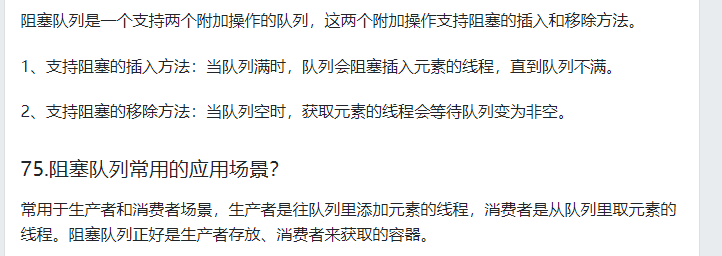 阻塞队列是一个支持两个附加操作的队列，这两个附加操作支持阻塞的插入和移除方法。
1、支持阻塞的插入方法：当队列满时，队列会阻塞插入元素的线程，直到队列不满。
2、支持阻塞的移除方法：当队列空时，获取元素的线程会等待队列变为非空。
75.阻塞队列常用的应用场景？
常用于生产者和消费者场景，生产者是往队列里添加元素的线程，消费者是从队列里取元素的
线程。阻塞队列正好是生产者存放、消费者来获取的容器。